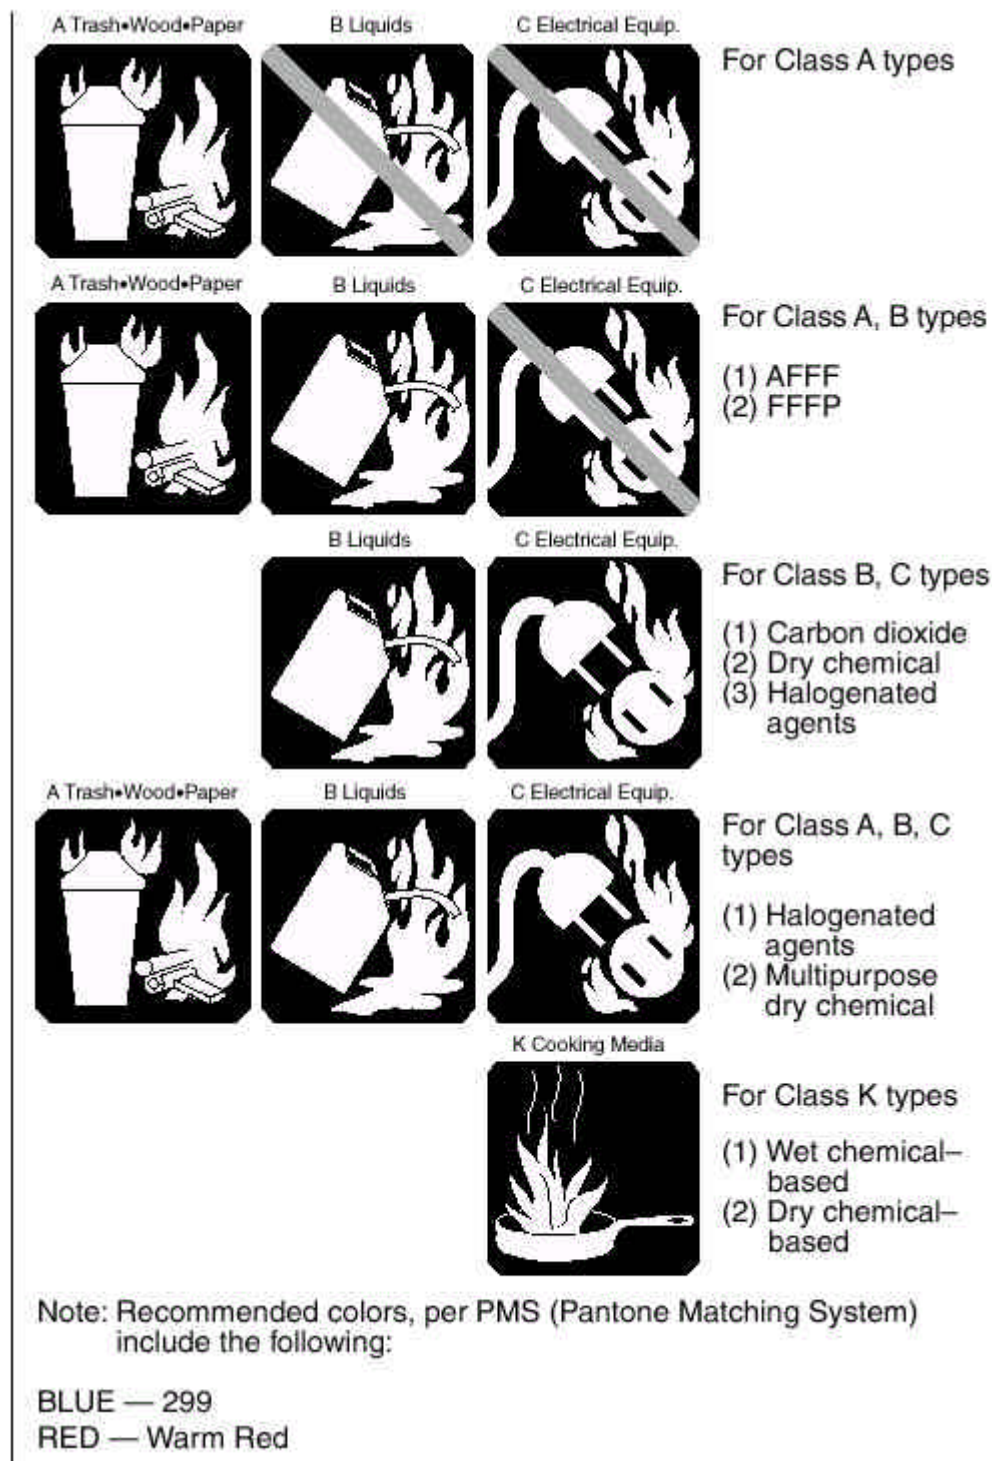 A Trash•Wood•Paper B Liquids C Electrical Equip.
For Class A types
A Trash•Wood•Paper B Liquids C Electrical Equip.
For Class A, B types
(1) AFFF
(2) FFFP
B Liquids C Electrical Equip.
For Class B, C types
(1) Carbon dioxide
(2) Dry chemical
(3) Halogenated
agents
A Trash•Wood•Paper B Liquids C Electrical Equip.
For Class A, B, C
types
(1) Halogenated
agents
(2) Multipurpose
dry chemical
K Cooking Media
For Class K types
(1) Wet chemical–
based
(2) Dry chemical–
based
Note: Recommended colors, per PMS (Pantone Matching System)
include the following:
BLUE — 299
RED — Warm Red